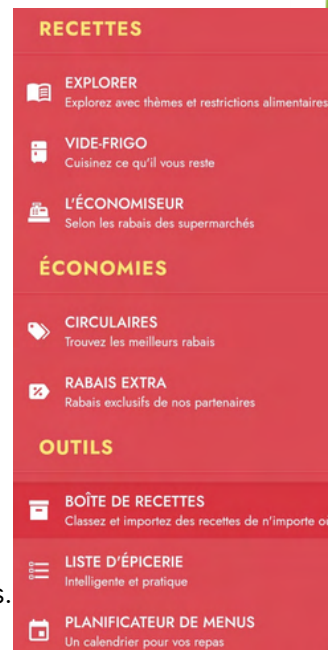 RECETTES
EXPLORER
Explorez avec thèmes et restrictions alimentaires
VIDE-FRIGO
Cuisinez ce qu'il vous reste
L'ÉCONOMISEUR
Selon les rabais des supermarchés
ÉCONOMIES
CIRCULAIRES
Trouvez les meilleurs rabais
RABAIS EXTRA
Rabais exclusifs de nos partenaires
OUTILS
BOÎTE DE RECETTES
Classez et importez des recettes de n'importe
LISTE D'ÉPICERIE
Intelligente et pratique
s.
PLANIFICATEUR DE MENUS
Un calendrier pour vos repas